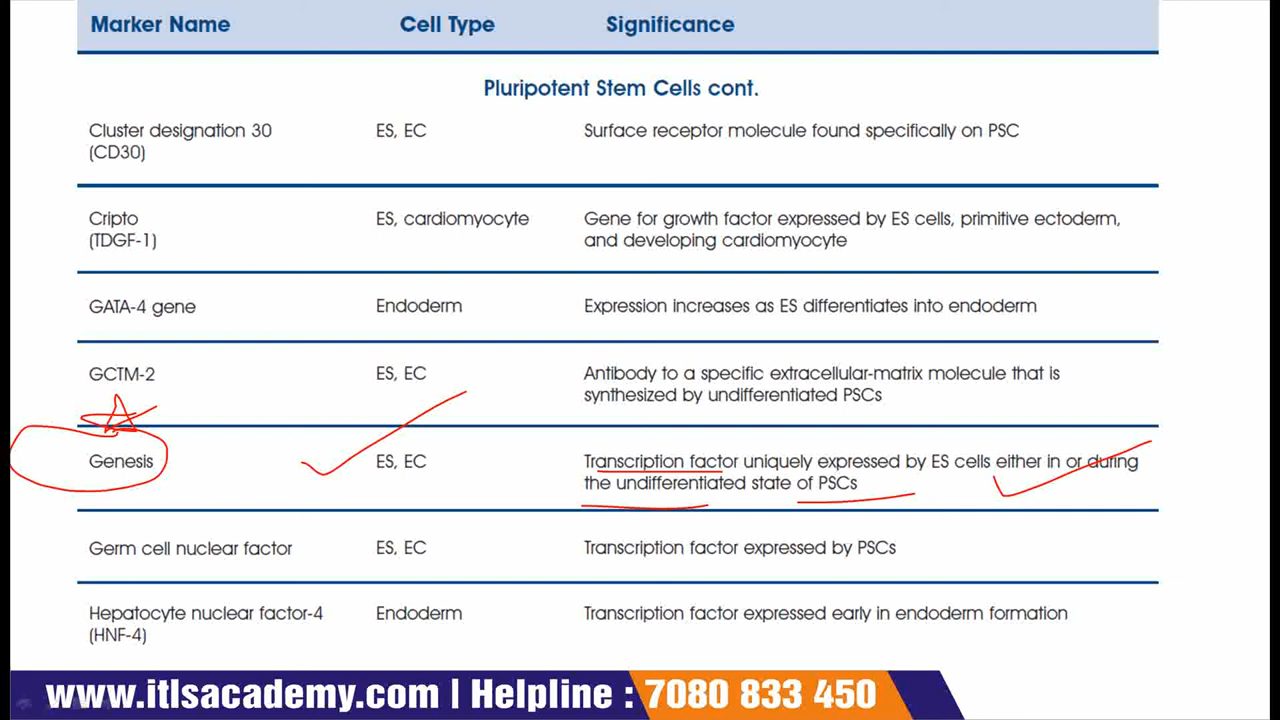 Marker Name Cell Type Significance
Pluripotent Stem Cells cont.
Cluster designation 30 ES, EC Surface receptor molecule found specifically on PSC
(CD30)
Cripto ES, cardiomyocyte Gene for growth factor expressed by ES cells, primitive ectoderm,
(TDGF-1) and developing cardiomyocyte
GATA-4 gene Endoderm Expression increases as ES differentiates into endoderm
GCTM-2 ES, EC Antibody to a specific extracellular-matrix molecule that is
synthesized by undifferentiated PSCs
Genesis ES, EC Transcription factor uniquely expressed by ES cells either in or during
the undifferentiated state of PSCs
Germ cell nuclear factor ES, EC Transcription factor expressed by PSCs
Hepatocyte nuclear factor-4 Endoderm Transcription factor expressed early in endoderm formation
(HNF-4)
www.itlsacademy.com | Helpline : 7080 833 450